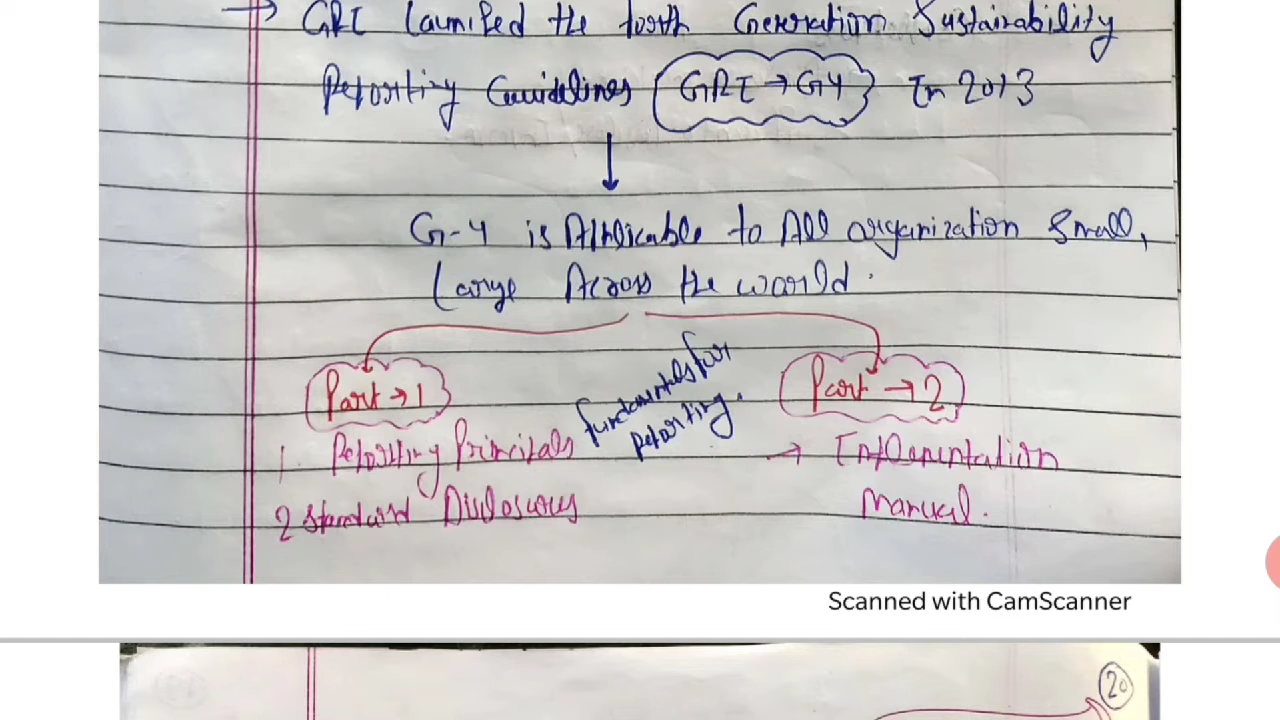 → GRI Launched the forth Generation Sustainability
Reporting Guidelines (GRI → G4) In 2013
↓
G-4 is Applicable to All organization Small,
Large Across the world.
Part → 1
Part → 2
fundamentals for
reporting.
1. Reporting Principals
2 Standard Disclosures
→ Implementation
Manual.
Scanned with CamScanner
20